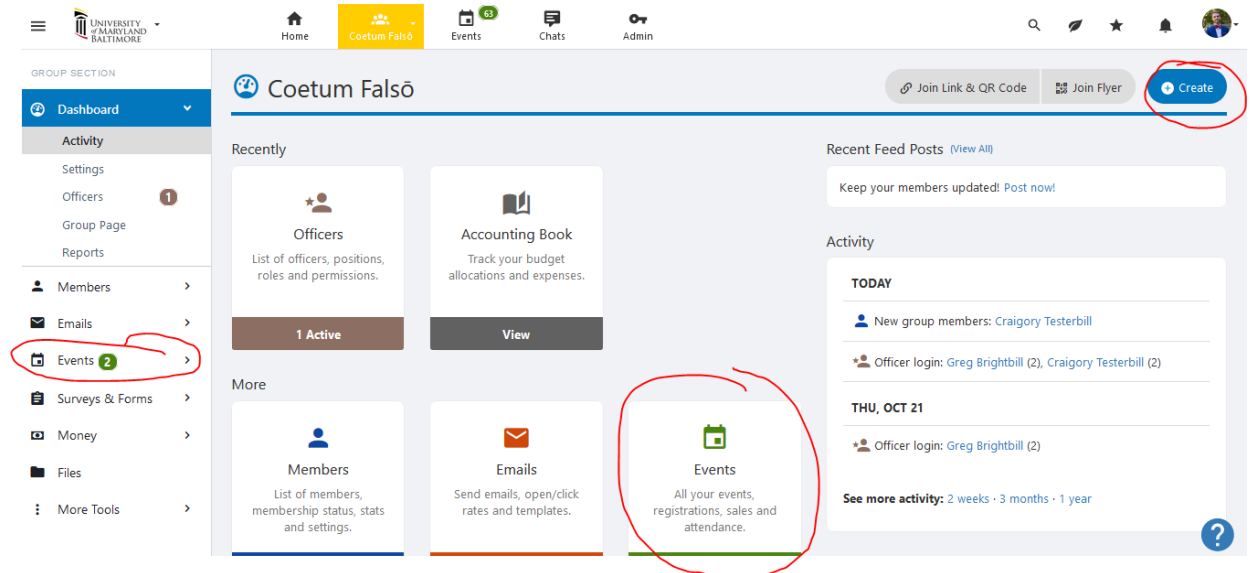 UNIVERSITY
of MARYLAND
BALTIMORE
Home
Coetum Falsō
63
Events
Chats
Admin
GROUP SECTION
Dashboard
Activity
Settings
Officers 1
Group Page
Reports
Members
Emails
Events 2
Surveys & Forms
Money
Files
More Tools
Coetum Falsō
Join Link & QR Code
Join Flyer
Create
Recently
Officers
List of officers, positions,
roles and permissions.
1 Active
Accounting Book
Track your budget
allocations and expenses.
View
More
Members
List of members,
membership status, stats
and settings.
Emails
Send emails, open/click
rates and templates.
Events
All your events,
registrations, sales and
attendance.
Recent Feed Posts (View All)
Keep your members updated! Post now!
Activity
TODAY
New group members: Craigory Testerbill
Officer login: Greg Brightbill (2), Craigory Testerbill (2)
THU, OCT 21
Officer login: Greg Brightbill (2)
See more activity: 2 weeks · 3 months · 1 year
?